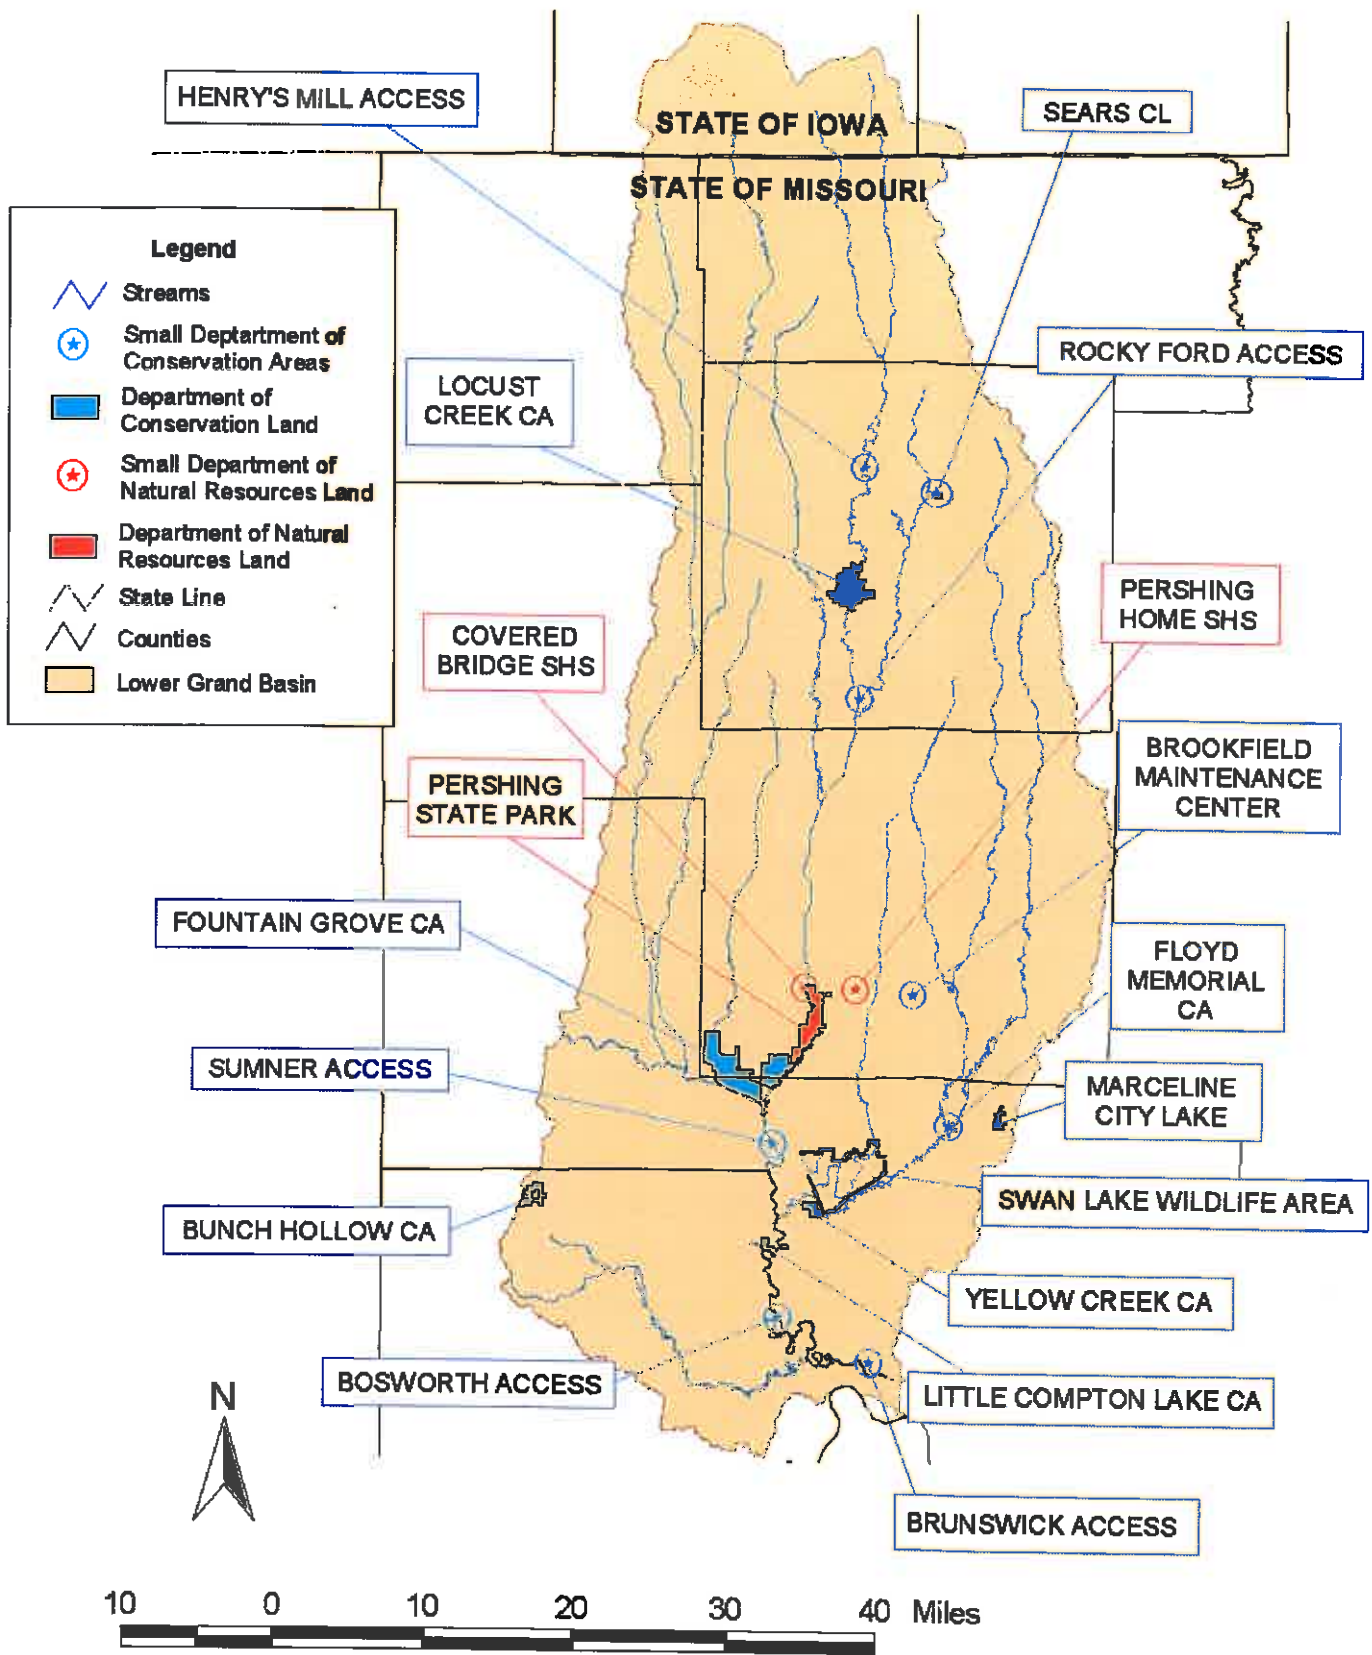 HENRY'S MILL ACCESS
SEARS CL
STATE OF IOWA
STATE OF MISSOURI
Legend
Streams
Small Deptartment of
Conservation Areas
Department of
Conservation Land
Small Department of
Natural Resources Land
Department of Natural
Resources Land
State Line
Counties
Lower Grand Basin
ROCKY FORD ACCESS
LOCUST
CREEK CA
PERSHING
HOME SHS
COVERED
BRIDGE SHS
BROOKFIELD
MAINTENANCE
CENTER
PERSHING
STATE PARK
FOUNTAIN GROVE CA
FLOYD
MEMORIAL
CA
SUMNER ACCESS
MARCELINE
CITY LAKE
SWAN LAKE WILDLIFE AREA
BUNCH HOLLOW CA
YELLOW CREEK CA
BOSWORTH ACCESS
LITTLE COMPTON LAKE CA
N
BRUNSWICK ACCESS
10 0 10 20 30 40 Miles